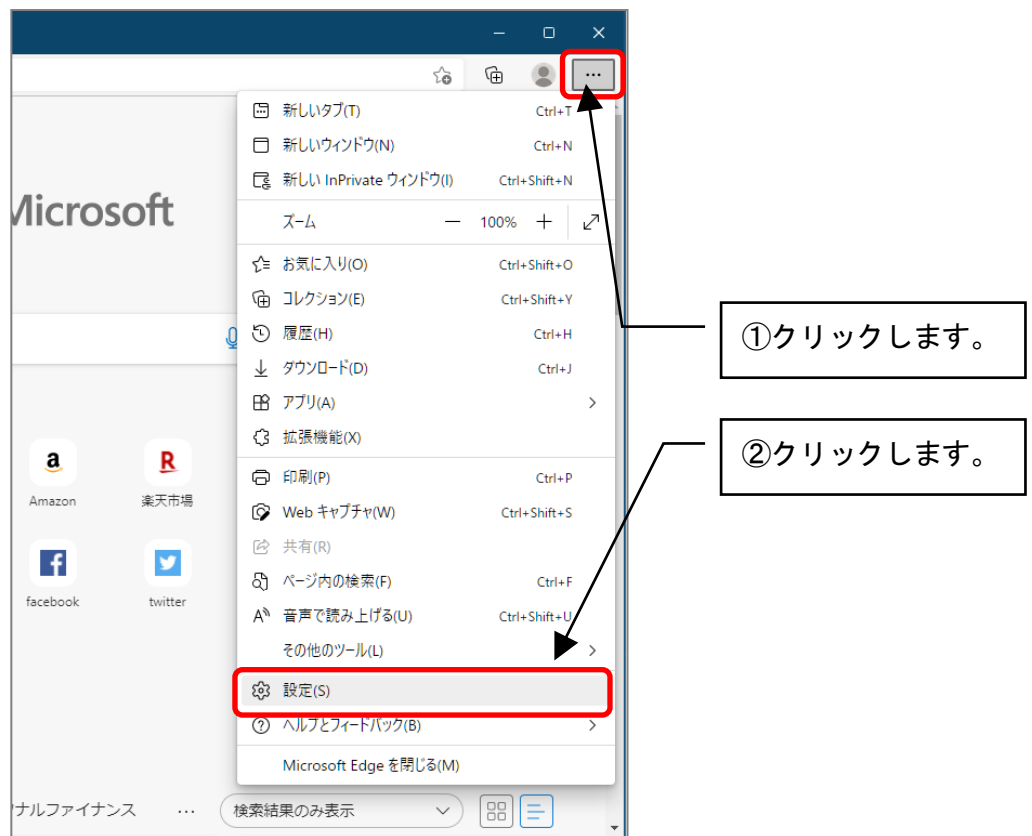 …
新しいタブ(T) Ctrl+T
新しいウィンドウ(N) Ctrl+N
新しい InPrivate ウィンドウ(I) Ctrl+Shift+N
Microsoft
ズーム — 100% +
お気に入り(O) Ctrl+Shift+O
コレクション(E) Ctrl+Shift+Y
履歴(H) Ctrl+H
①クリックします。
ダウンロード(D) Ctrl+J
アプリ(A)
拡張機能(X)
②クリックします。
a R
印刷(P) Ctrl+P
Amazon 楽天市場
Web キャプチャ(W) Ctrl+Shift+S
共有(R)
ページ内の検索(F) Ctrl+F
facebook twitter
音声で読み上げる(U) Ctrl+Shift+U
その他のツール(L)
設定(S)
ヘルプとフィードバック(B)
Microsoft Edge を閉じる(M)
ナルファイナンス … 検索結果のみ表示